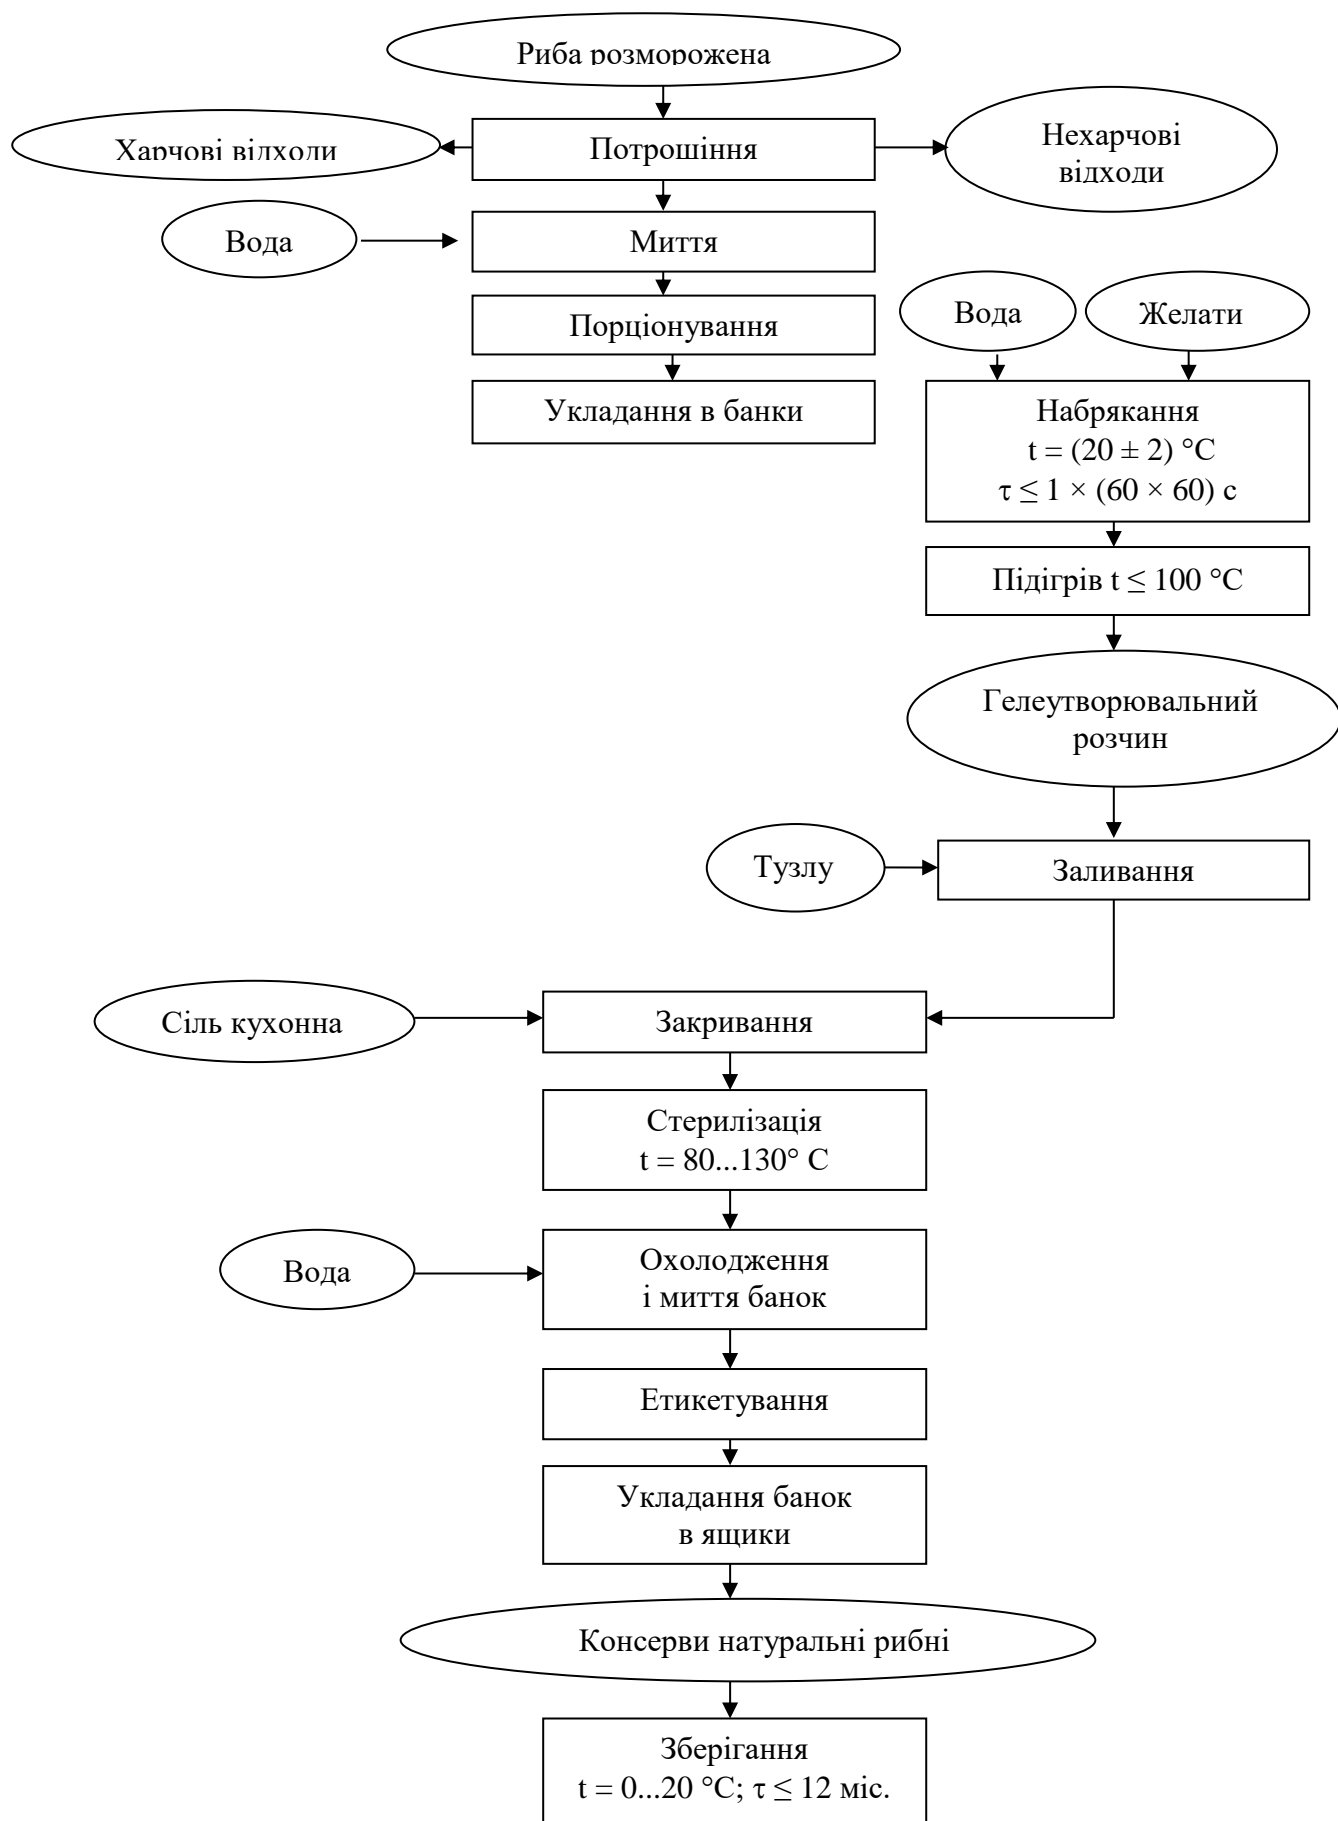 Риба розморожена
Харчові відходи
Потрошіння
Нехарчові
відходи
Вода
Миття
Порціонування
Вода
Желати
Укладання в банки
Набрякання
t = (20 ± 2) °C
τ ≤ 1 × (60 × 60) с
Підігрів t ≤ 100 °C
Гелеутворювальний
розчин
Тузлу
Заливання
Сіль кухонна
Закривання
Стерилізація
t = 80...130° C
Вода
Охолодження
і миття банок
Етикетування
Укладання банок
в ящики
Консерви натуральні рибні
Зберігання
t = 0...20 °C; τ ≤ 12 міс.